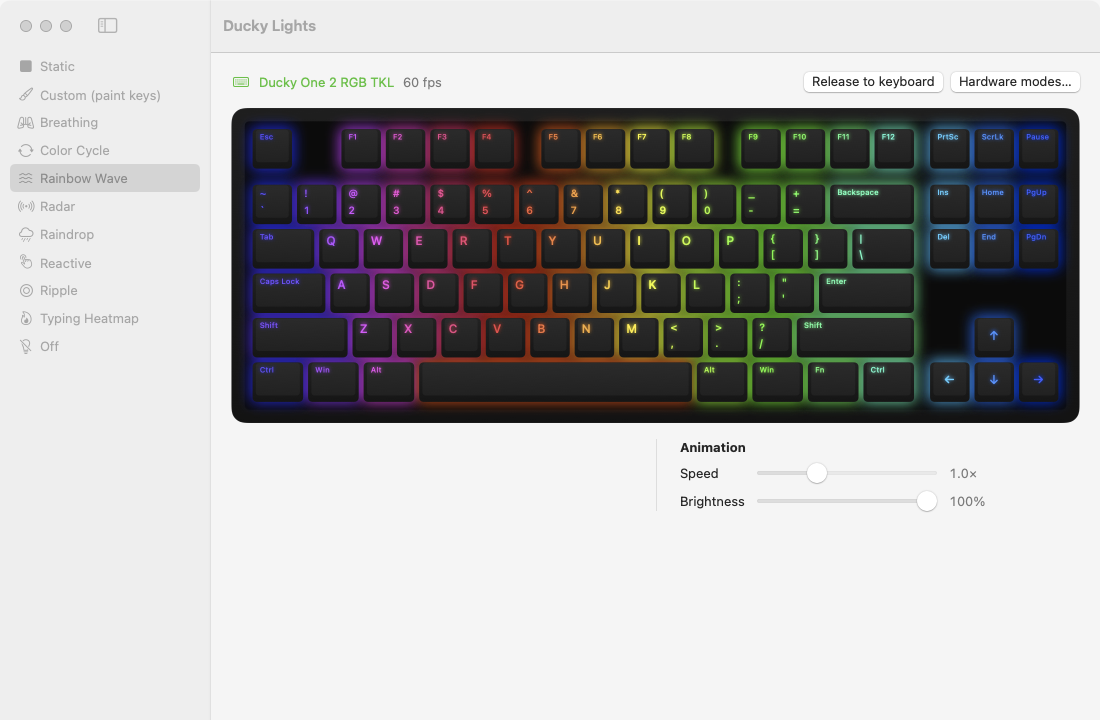 Ducky Lights
Static
Custom (paint keys)
Breathing
Color Cycle
Rainbow Wave
Radar
Raindrop
Reactive
Ripple
Typing Heatmap
Off
Ducky One 2 RGB TKL 60 fps
Release to keyboard
Hardware modes...
Esc F1 F2 F3 F4 F5 F6 F7 F8 F9 F10 F11 F12 PrtSc ScrLk Pause
~ ! @ # $ % ^ & * ( ) _ + Backspace Ins Home PgUp
` 1 2 3 4 5 6 7 8 9 0 - =
Tab Q W E R T Y U I O P { } | Del End PgDn
[ ] \
Caps Lock A S D F G H J K L : " Enter
; '
Shift Z X C V B N M < > ? Shift ↑
, . /
Ctrl Win Alt Alt Win Fn Ctrl ← ↓ →
Animation
Speed 1.0×
Brightness 100%